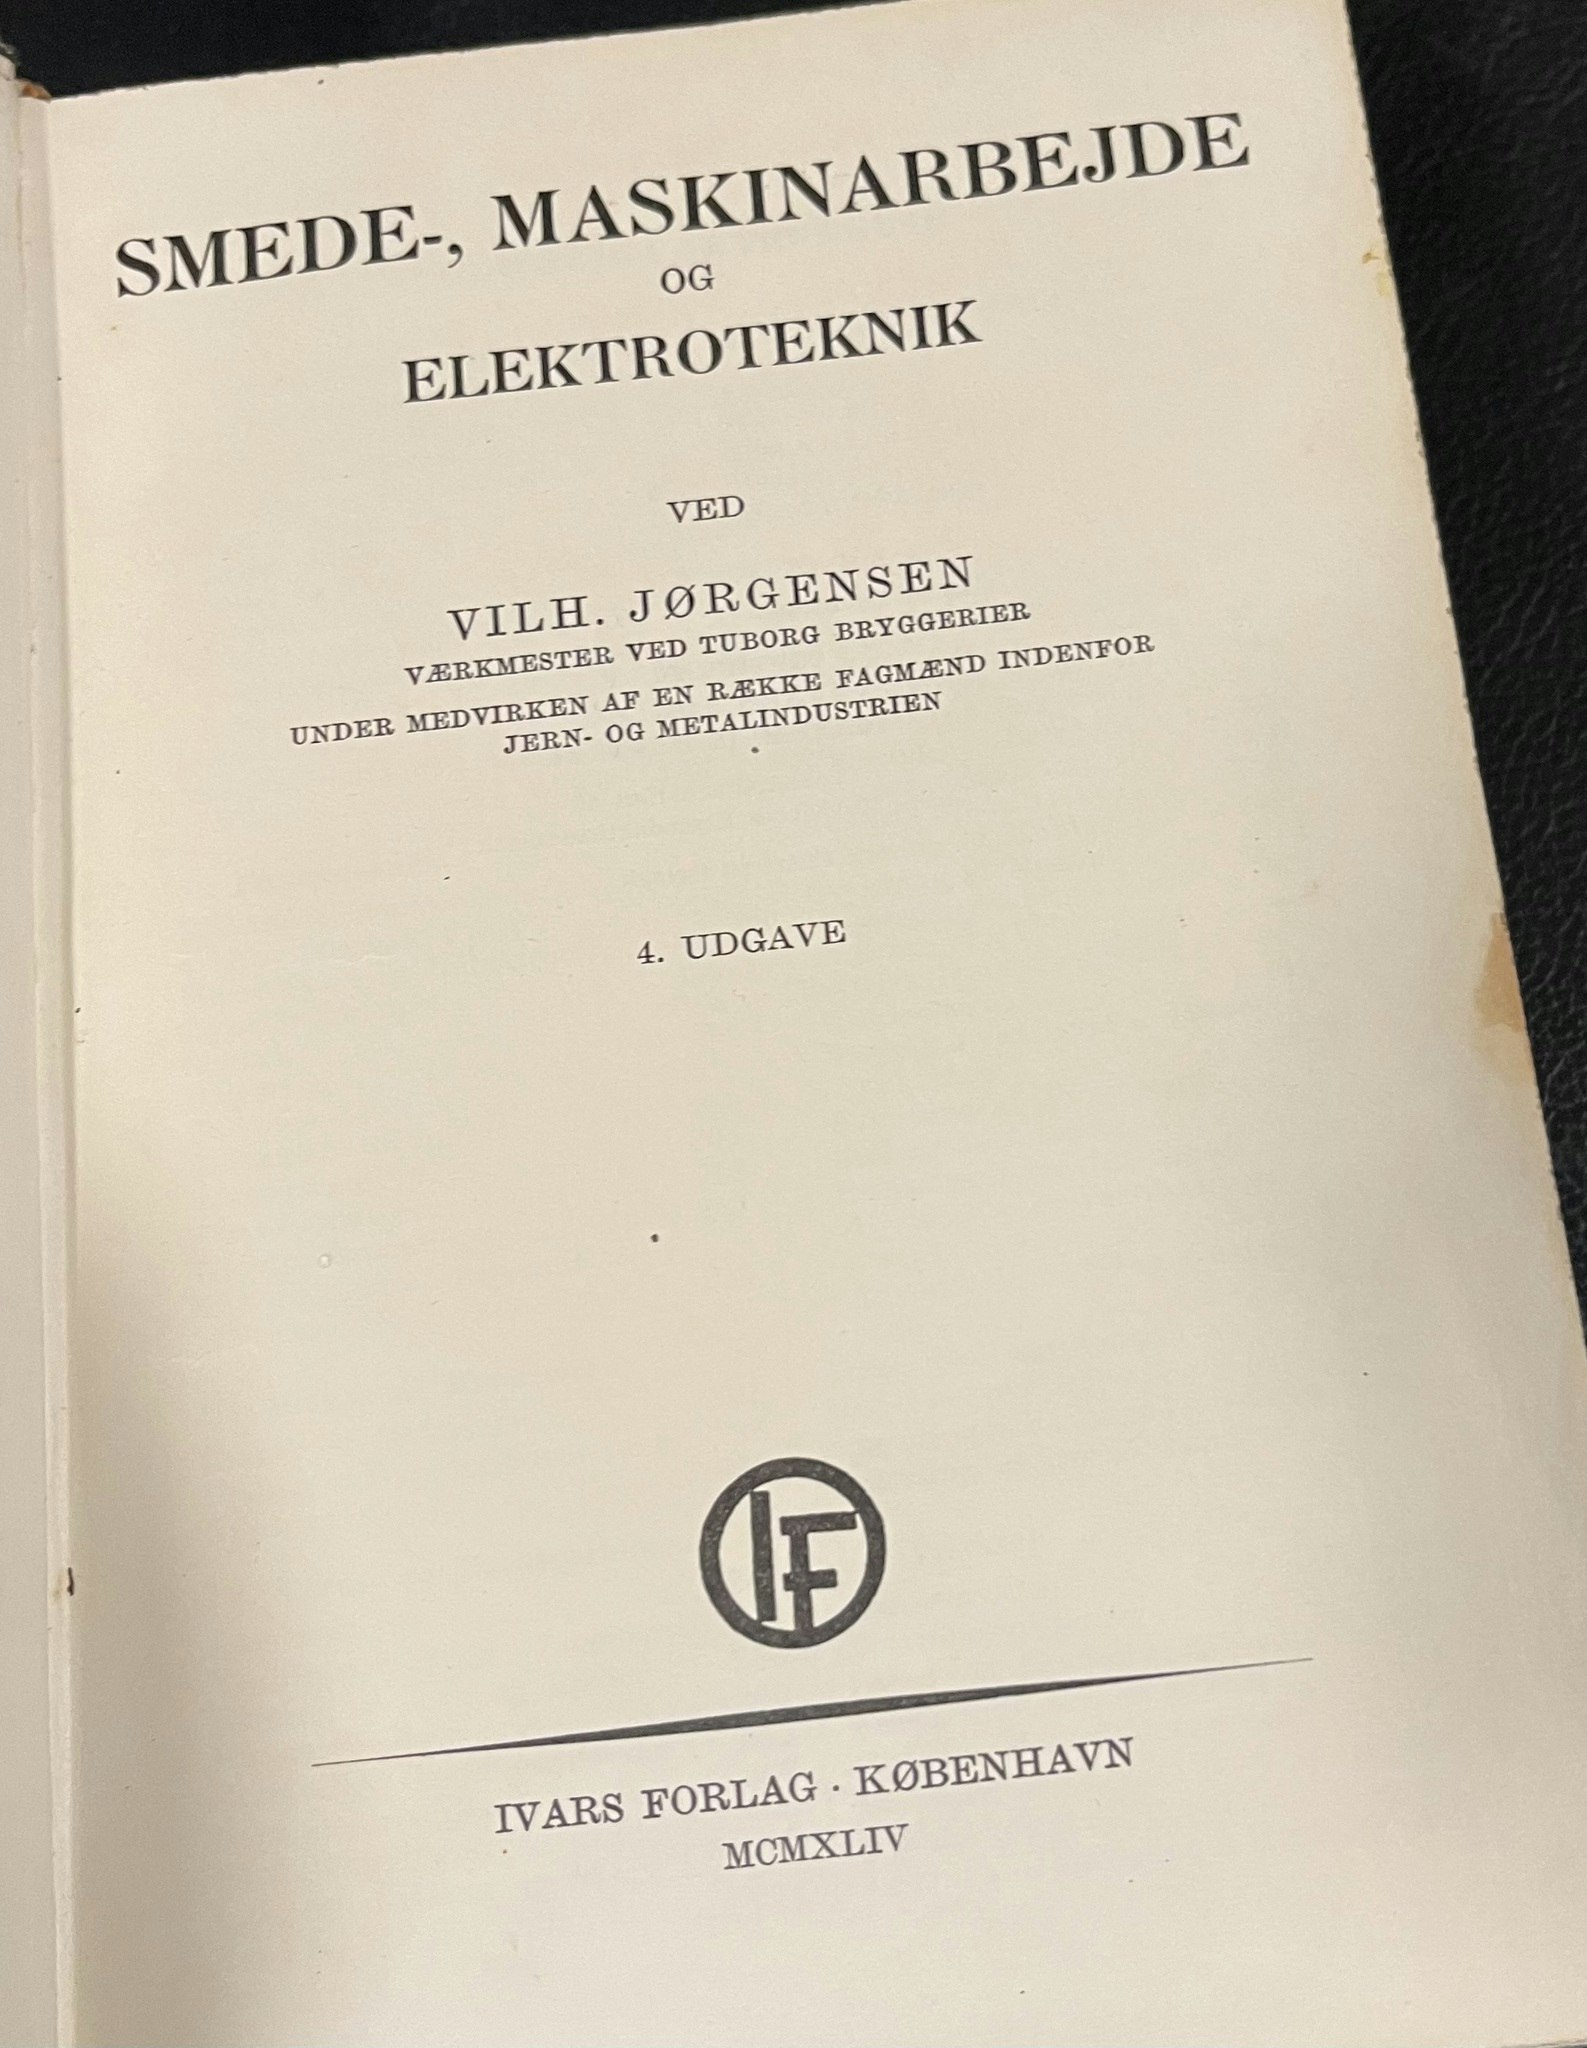 SMEDE-, MASKINARBEJDE
OG
ELEKTROTEKNIK
VED
VILH. JØRGENSEN
VÆRKMESTER VED TUBORG BRYGGERIER
UNDER MEDVIRKEN AF EN RÆKKE FAGMÆND INDENFOR
JERN- OG METALINDUSTRIEN
4. UDGAVE
IF
IVARS FORLAG · KØBENHAVN
MCMXLIV